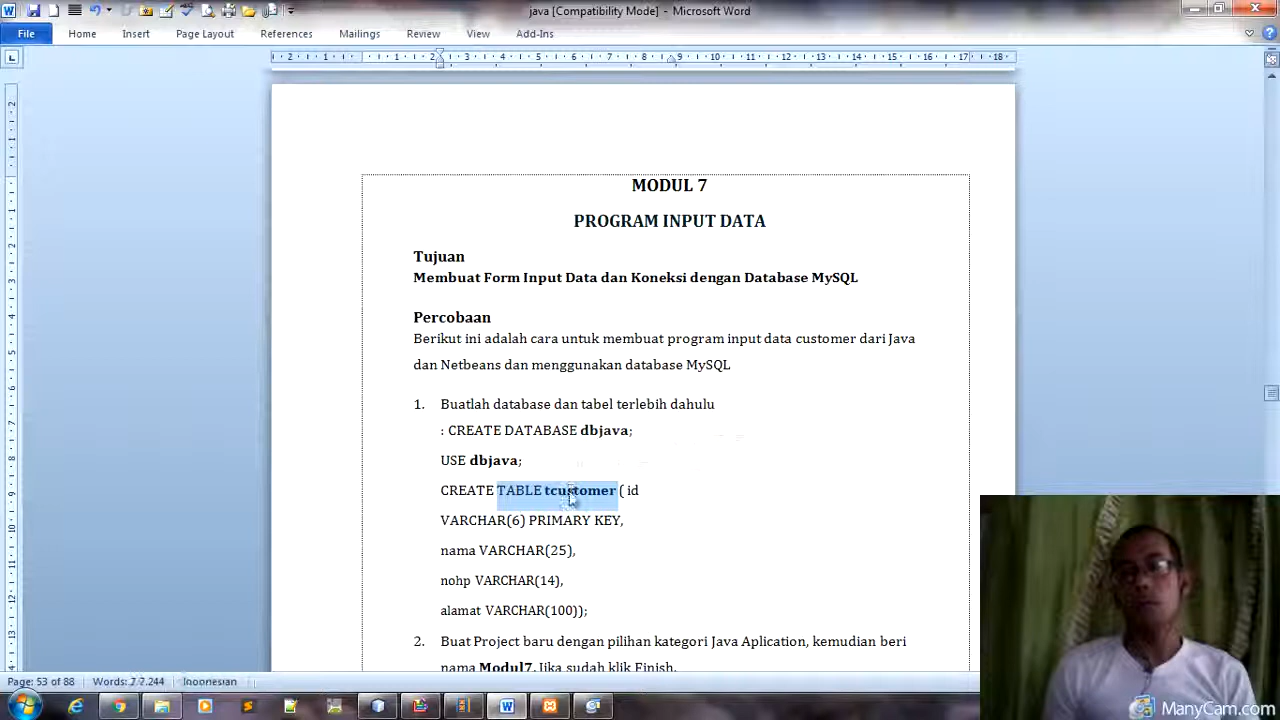 java [Compatibility Mode] - Microsoft Word
File Home Insert Page Layout References Mailings Review View Add-Ins
MODUL 7
PROGRAM INPUT DATA
Tujuan
Membuat Form Input Data dan Koneksi dengan Database MySQL
Percobaan
Berikut ini adalah cara untuk membuat program input data customer dari Java
dan Netbeans dan menggunakan database MySQL
1. Buatlah database dan tabel terlebih dahulu
: CREATE DATABASE dbjava;
USE dbjava;
CREATE TABLE tcustomer ( id
VARCHAR(6) PRIMARY KEY,
nama VARCHAR(25),
nohp VARCHAR(14),
alamat VARCHAR(100));
2. Buat Project baru dengan pilihan kategori Java Aplication, kemudian beri
nama Modul7. Jika sudah klik Finish.
Page: 53 of 88
Indonesian
ManyCam.com